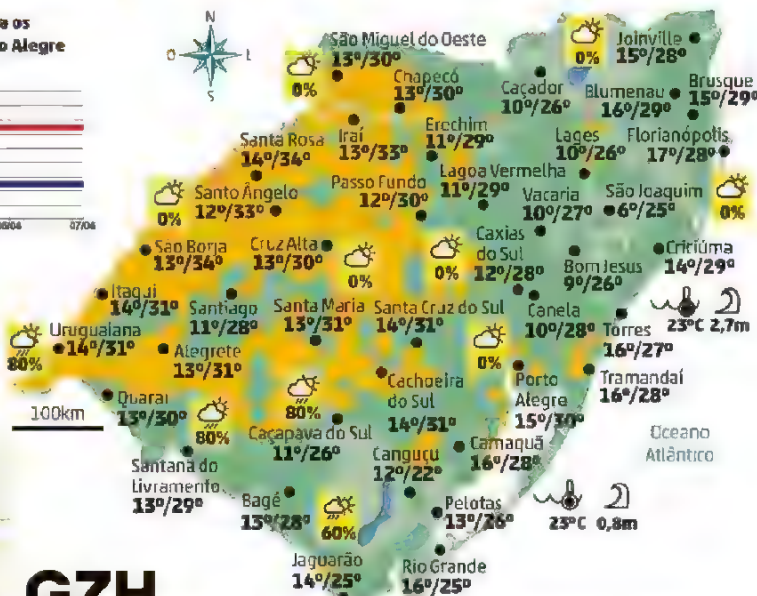 a os
o Alegre
07/06
N
O
L
S
São Miguel do Oeste
13º/30º
0%
Chapecó
13º/30º
0%
Joinville
15º/28º
Caçador
10º/26º
Blumenau
16º/29º
Brusque
15º/29º
Santa Rosa
14º/34º
Iraí
13º/33º
Erechim
11º/29º
Lages
10º/26º
Florianópolis
17º/28º
0%
Santo Ângelo
12º/33º
0%
Passo Fundo
12º/30º
Lagoa Vermelha
11º/29º
Vacaria
10º/27º
São Joaquim
6º/25º
São Borja
13º/34º
Cruz Alta
13º/30º
0%
0%
Caxias
do Sul
12º/28º
Bom Jesus
9º/26º
Criciúma
14º/29º
Itaqui
14º/31º
Santiago
11º/28º
Santa Maria
13º/31º
Santa Cruz do Sul
14º/31º
Canela
10º/28º
Torres
16º/27º
23ºC 2,7m
Uruguaiana
14º/31º
80%
Alegrete
13º/31º
0%
Quaraí
13º/30º
80%
80%
Cachoeira
do Sul
14º/31º
Porto
Alegre
15º/30º
Tramandaí
16º/28º
100km
Caçapava do Sul
11º/26º
Camaquã
16º/28º
Oceano
Atlântico
Santana do
Livramento
13º/29º
Canguçu
12º/22º
Bagé
13º/28º
60%
Pelotas
13º/26º
23ºC 0,8m
Jaguarão
14º/25º
Rio Grande
16º/25º
GZH